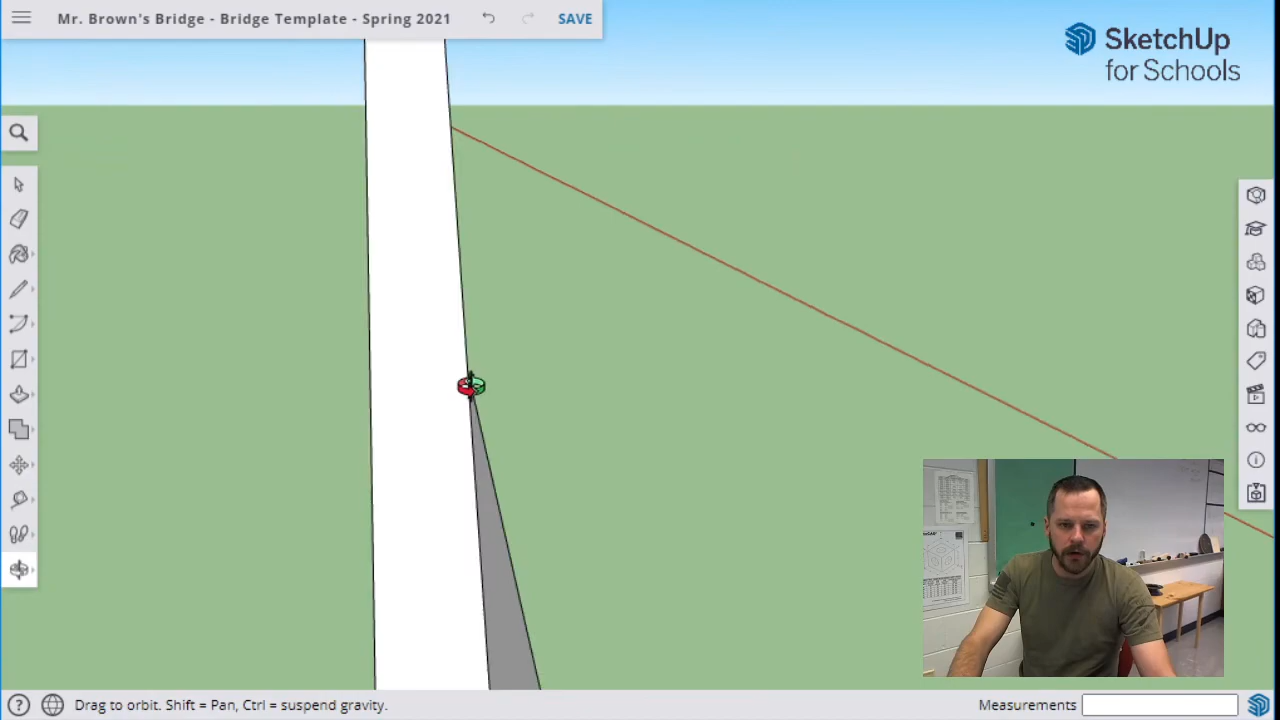 Mr. Brown's Bridge - Bridge Template - Spring 2021
SAVE
SketchUp
for Schools
Drag to orbit. Shift = Pan, Ctrl = suspend gravity.
Measurements